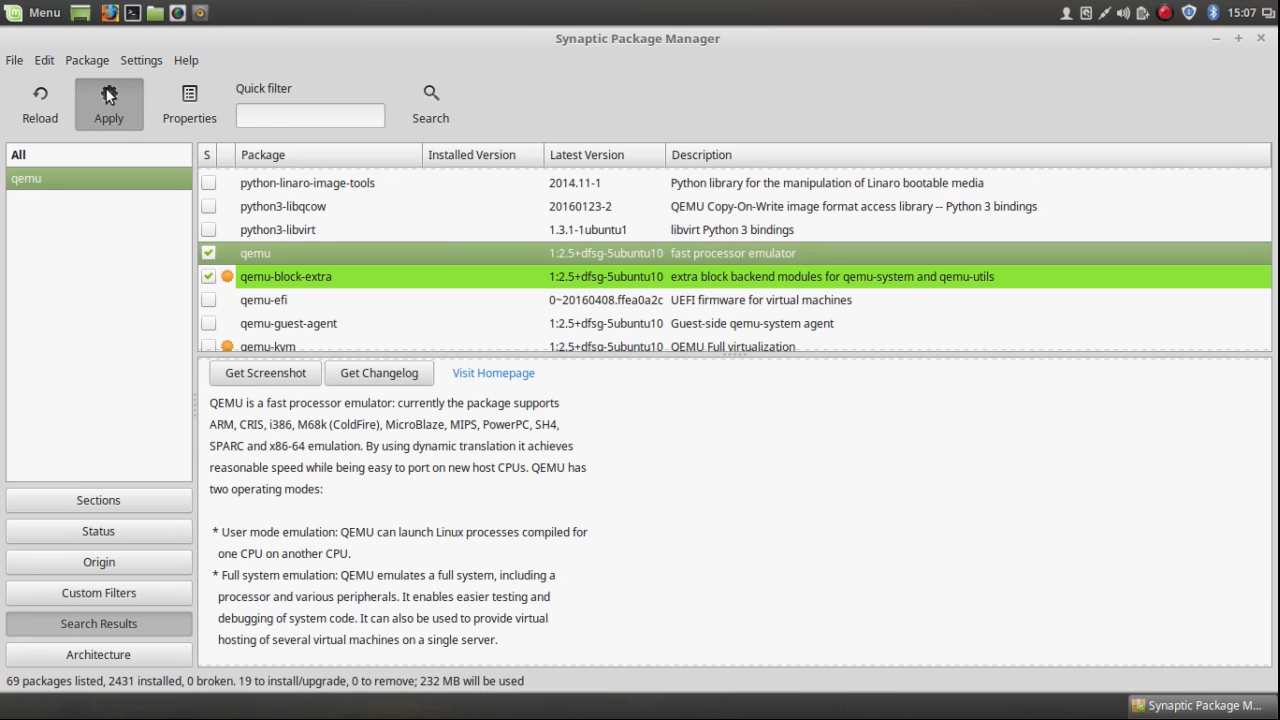 Menu
15:07
Synaptic Package Manager
File Edit Package Settings Help
Quick filter
Reload Apply Properties Search
All
qemu
S Package Installed Version Latest Version Description
python-linaro-image-tools 2014.11-1 Python library for the manipulation of Linaro bootable media
python3-libqcow 20160123-2 QEMU Copy-On-Write image format access library -- Python 3 bindings
python3-libvirt 1.3.1-1ubuntu1 libvirt Python 3 bindings
qemu 1:2.5+dfsg-5ubuntu10 fast processor emulator
qemu-block-extra 1:2.5+dfsg-5ubuntu10 extra block backend modules for qemu-system and qemu-utils
qemu-efi 0~20160408.ffea0a2c UEFI firmware for virtual machines
qemu-guest-agent 1:2.5+dfsg-5ubuntu10 Guest-side qemu-system agent
qemu-kvm 1:2.5+dfsg-5ubuntu10 QEMU Full virtualization
Get Screenshot Get Changelog Visit Homepage
QEMU is a fast processor emulator: currently the package supports
ARM, CRIS, i386, M68k (ColdFire), MicroBlaze, MIPS, PowerPC, SH4,
SPARC and x86-64 emulation. By using dynamic translation it achieves
reasonable speed while being easy to port on new host CPUs. QEMU has
two operating modes:
* User mode emulation: QEMU can launch Linux processes compiled for
one CPU on another CPU.
* Full system emulation: QEMU emulates a full system, including a
processor and various peripherals. It enables easier testing and
debugging of system code. It can also be used to provide virtual
hosting of several virtual machines on a single server.
Sections
Status
Origin
Custom Filters
Search Results
Architecture
69 packages listed, 2431 installed, 0 broken. 19 to install/upgrade, 0 to remove; 232 MB will be used
Synaptic Package M...